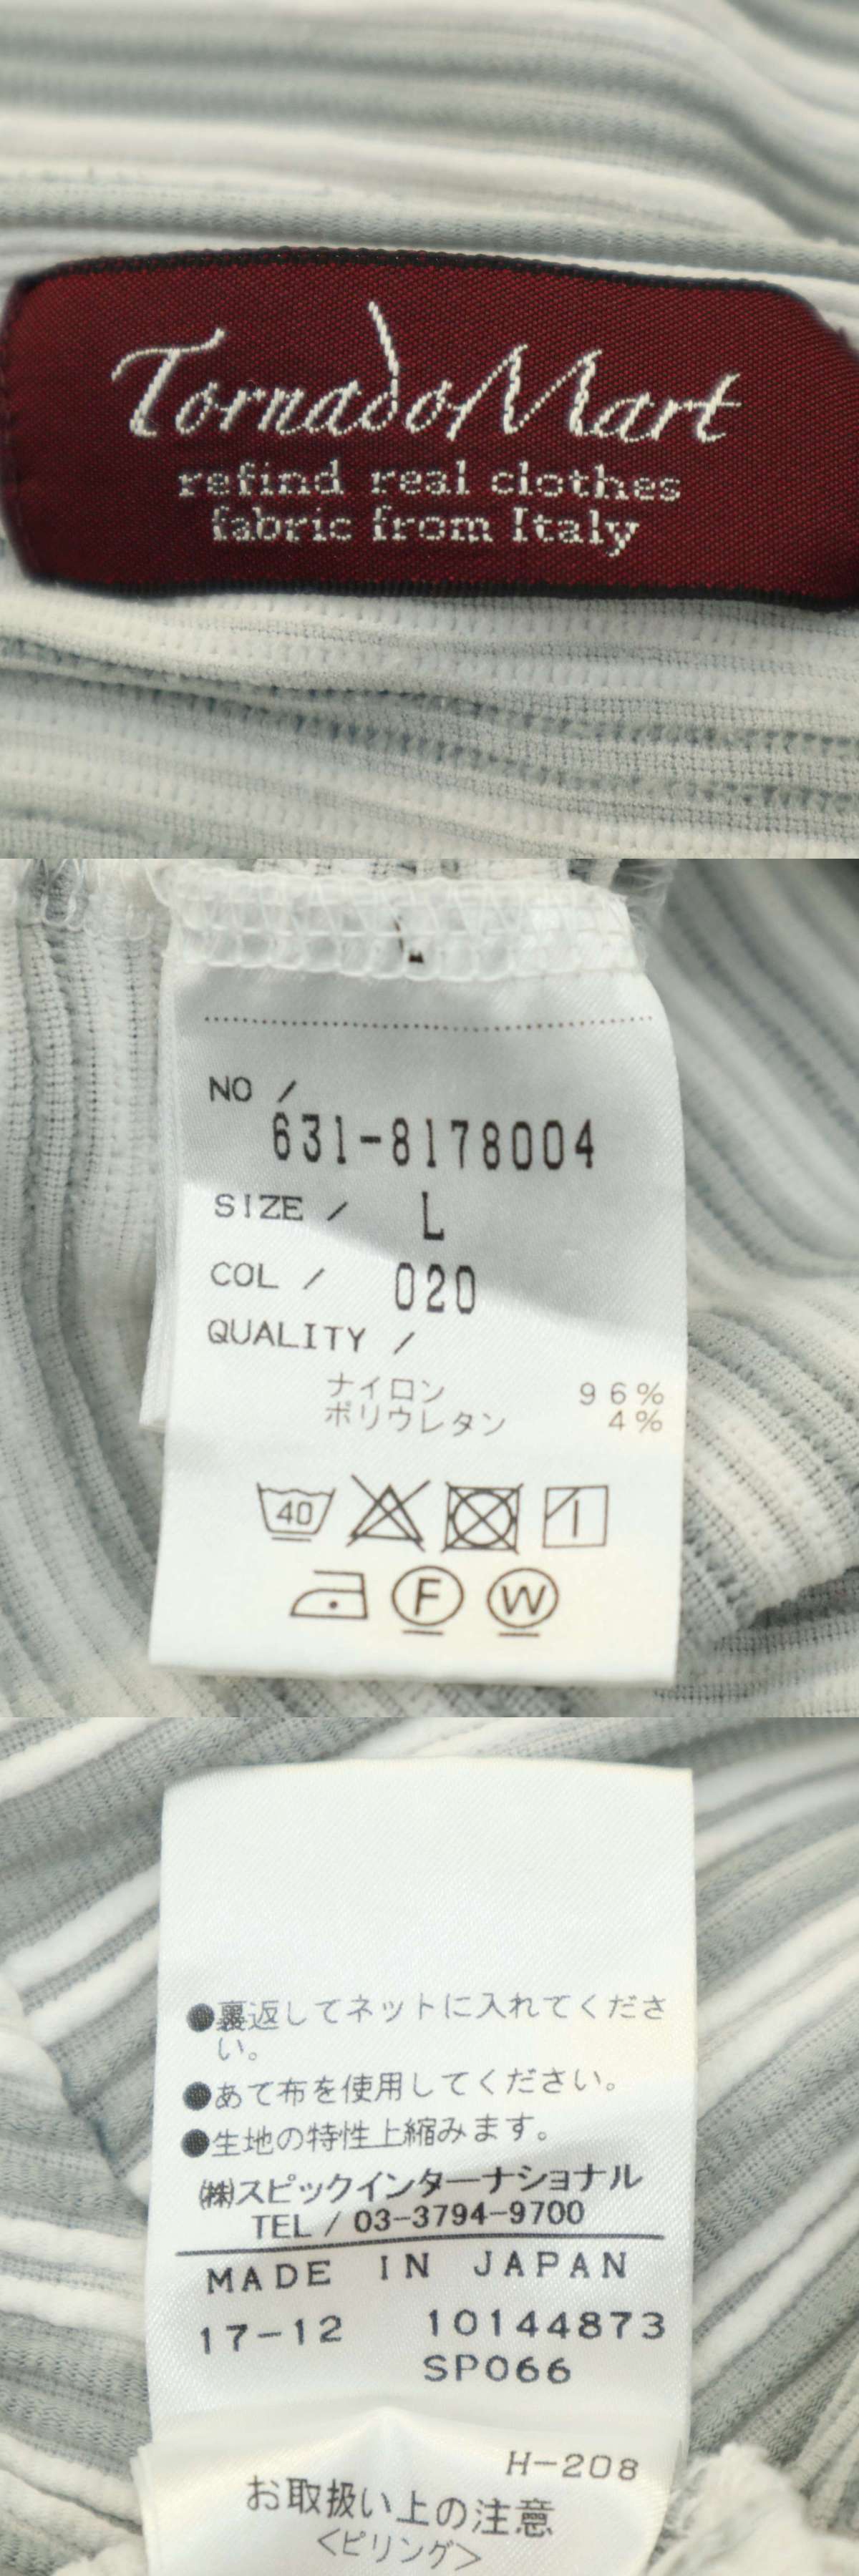 TornadoMart
refind real clothes
fabric from Italy
NO /
631-8178004
SIZE / L
COL / 020
QUALITY /
ナイロン 96%
ポリウレタン 4%
40
F W
●裏返してネットに入れてくださ
い。
●あて布を使用してください。
●生地の特性上縮みます。
㈱スピックインターナショナル
TEL / 03-3794-9700
MADE IN JAPAN
17-12 10144873
SP066
H-208
お取扱い上の注意
<ピリング>